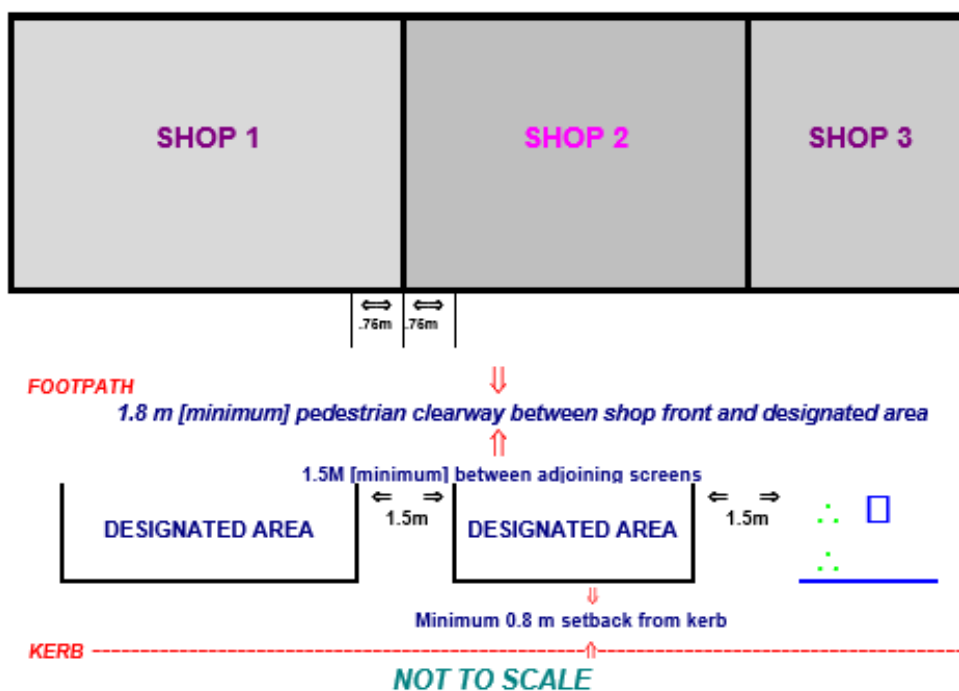 SHOP 1
SHOP 2
SHOP 3
.76m
.76m
FOOTPATH
1.8 m [minimum] pedestrian clearway between shop front and designated area
1.5M [minimum] between adjoining screens
DESIGNATED AREA
1.5m
DESIGNATED AREA
1.5m
Minimum 0.8 m setback from kerb
KERB
NOT TO SCALE